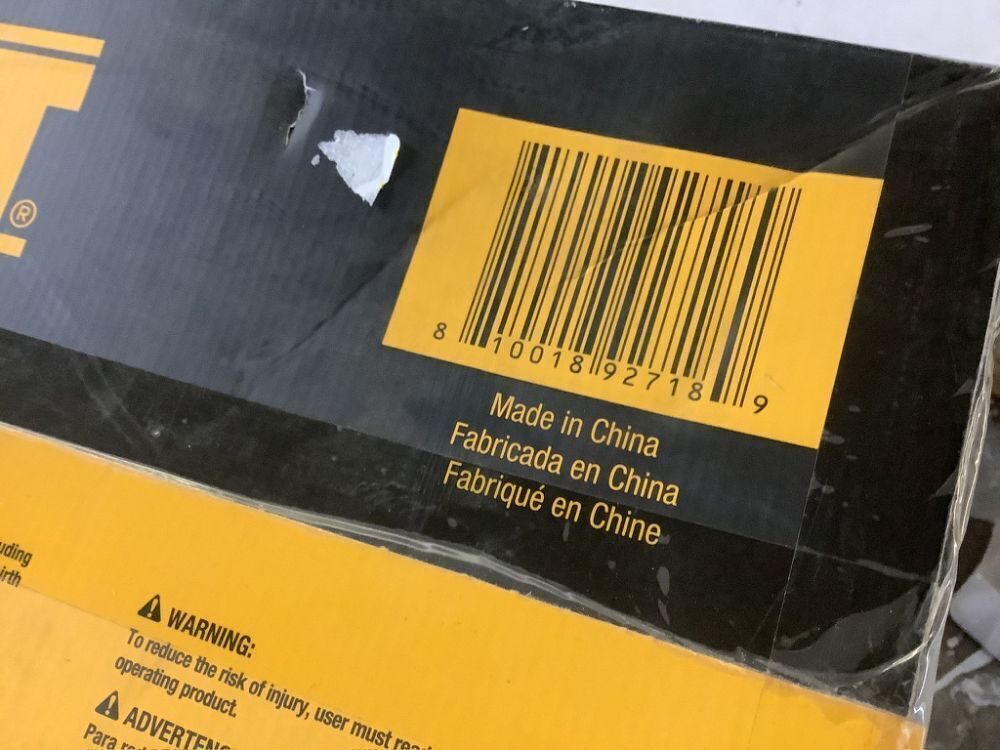 ®
8 10018 92718 9
Made in China
Fabricada en China
Fabriqué en Chine
WARNING:
To reduce the risk of injury, user must
operating product.
Para